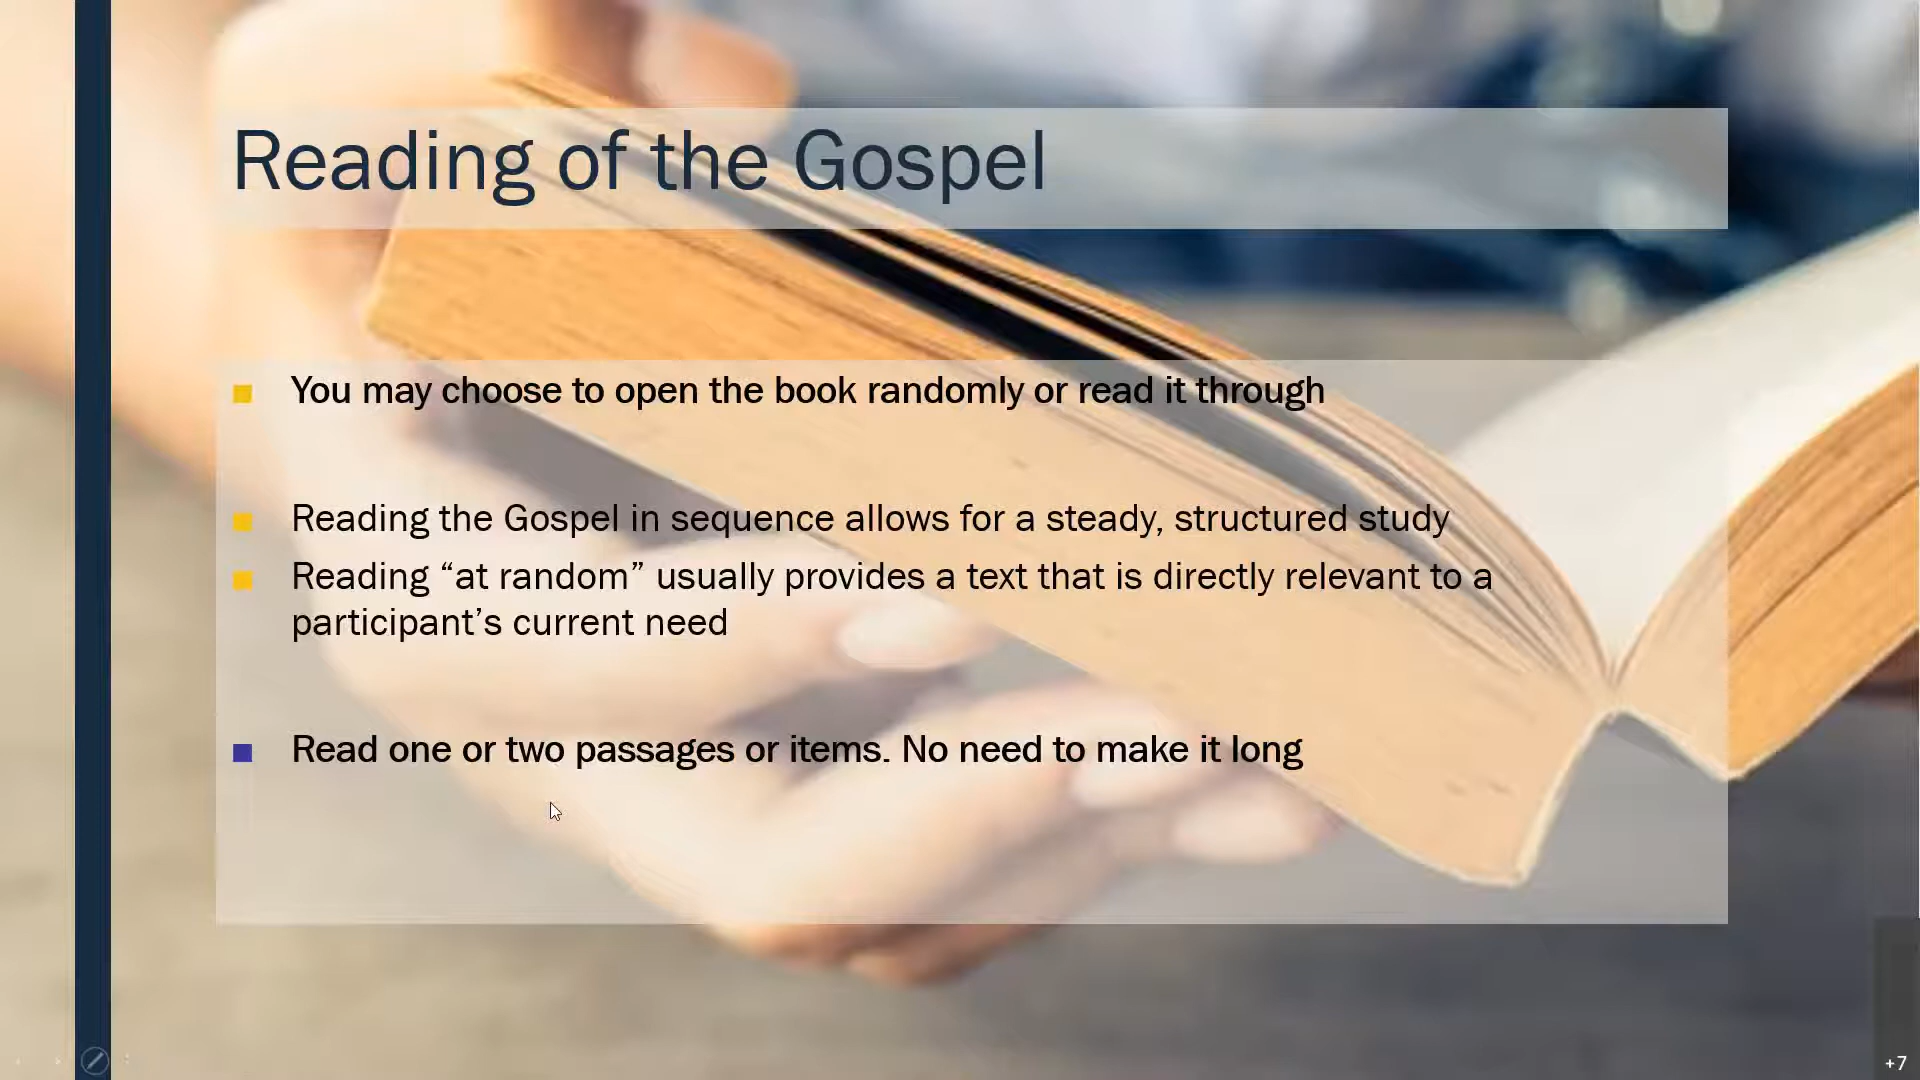 Reading of the Gospel
You may choose to open the book randomly or read it through
Reading the Gospel in sequence allows for a steady, structured study
Reading “at random” usually provides a text that is directly relevant to a
participant’s current need
Read one or two passages or items. No need to make it long
+7